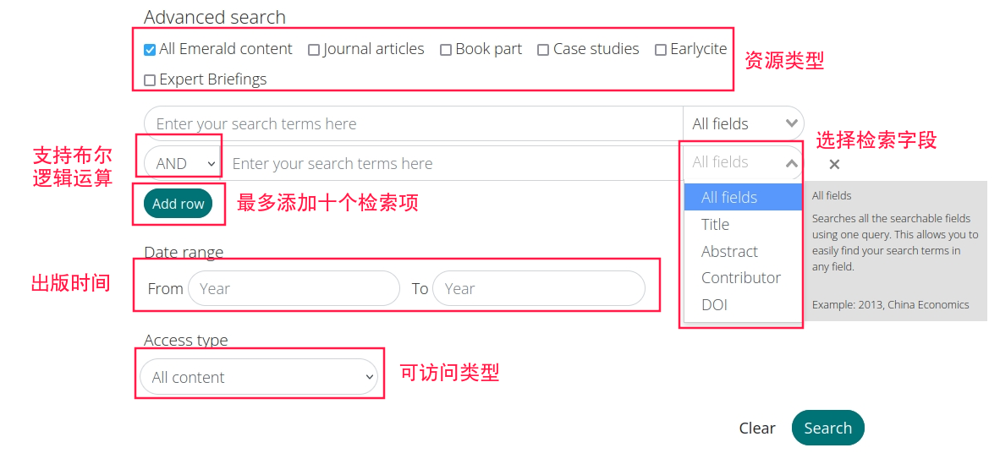 Advanced search
All Emerald content Journal articles Book part Case studies Earlycite
Expert Briefings
资源类型
Enter your search terms here All fields
选择检索字段
支持布尔
逻辑运算
AND Enter your search terms here All fields
Add row
最多添加十个检索项
All fields
Title
Abstract
Contributor
DOI
All fields
Searches all the searchable fields
using one query. This allows you to
easily find your search terms in
any field.
Example: 2013, China Economics
Date range
出版时间
From Year To Year
Access type
All content
可访问类型
Clear Search